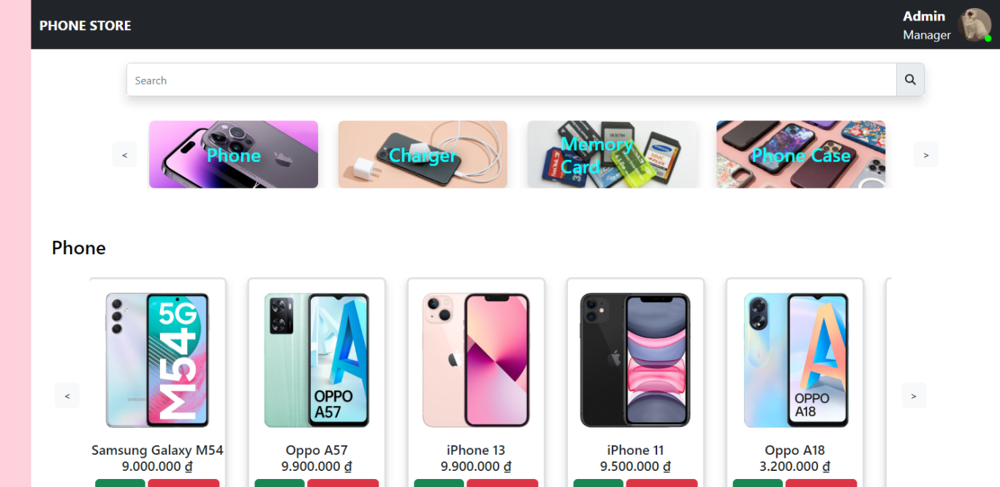 PHONE STORE
Admin
Manager
Search
<
Phone
Charger
Memory
Card
Phone Case
>
Phone
<
5G
M54
SAMSUNG
OPPO
A57
OPPO
A18
>
Samsung Galaxy M54
9.000.000 ₫
Oppo A57
9.900.000 ₫
iPhone 13
9.900.000 ₫
iPhone 11
9.500.000 ₫
Oppo A18
3.200.000 ₫